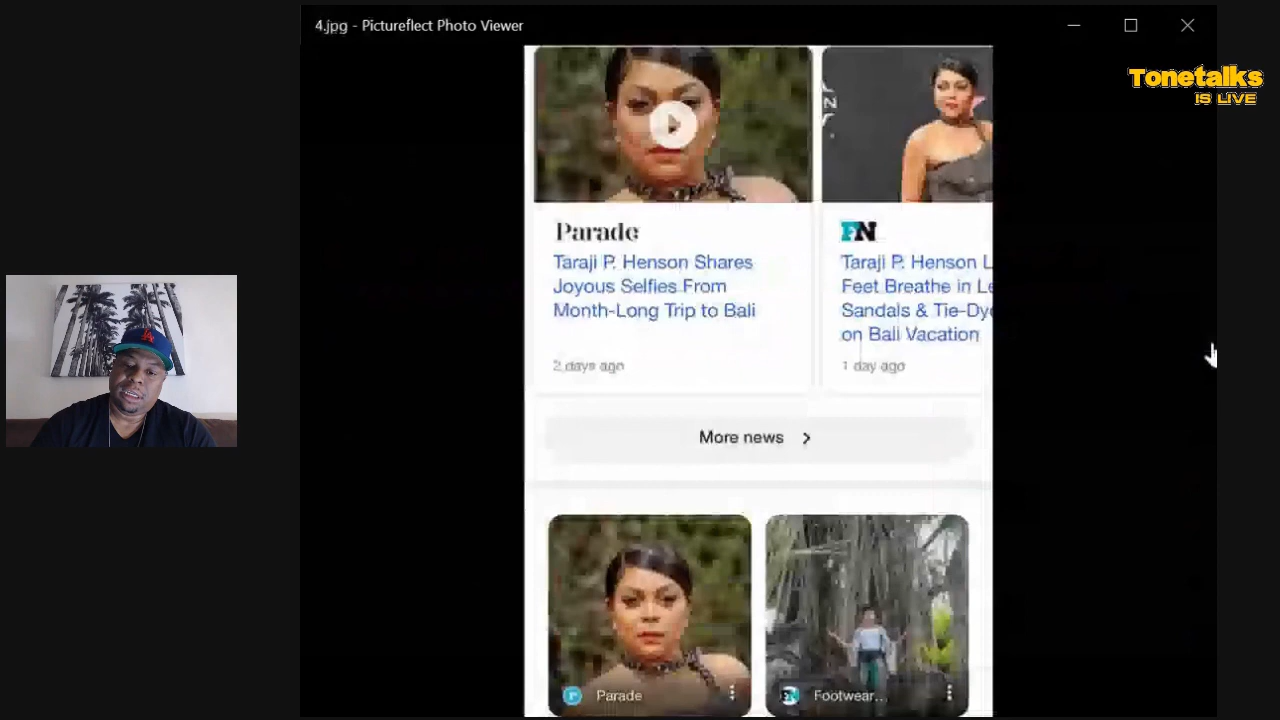 4.jpg - Pictureflect Photo Viewer
Tonetalks
IS LIVE
Parade
Taraji P. Henson Shares
Joyous Selfies From
Month-Long Trip to Bali
2 days ago
FN
Taraji P. Henson L
Feet Breathe in Le
Sandals & Tie-Dy
on Bali Vacation
1 day ago
More news
Parade
Footwear...